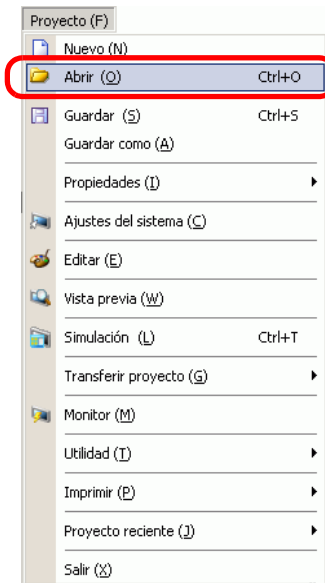 Proyecto (F)
Nuevo (N)
Abrir (O) Ctrl+O
Guardar (S) Ctrl+S
Guardar como (A)
Propiedades (I)
Ajustes del sistema (C)
Editar (E)
Vista previa (W)
Simulación (L) Ctrl+T
Transferir proyecto (G)
Monitor (M)
Utilidad (T)
Imprimir (P)
Proyecto reciente (J)
Salir (X)